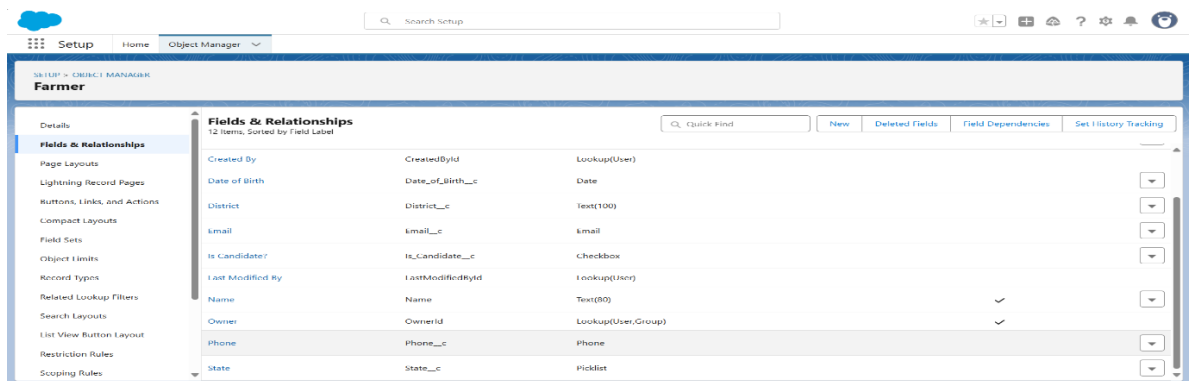 Search Setup
Setup Home Object Manager
SETUP > OBJECT MANAGER
Farmer
Details
Fields & Relationships
Page Layouts
Lightning Record Pages
Buttons, Links, and Actions
Compact Layouts
Field Sets
Object Limits
Record Types
Related Lookup Filters
Search Layouts
List View Button Layout
Restriction Rules
Scoping Rules
Fields & Relationships
12 Items, Sorted by Field Label
Quick Find New Deleted Fields Field Dependencies Set History Tracking
Created By CreatedById Lookup(User)
Date of Birth Date_of_Birth__c Date
District District__c Text(100)
Email Email__c Email
Is Candidate? Is_Candidate__c Checkbox
Last Modified By LastModifiedById Lookup(User)
Name Name Text(80)
Owner OwnerId Lookup(User,Group)
Phone Phone__c Phone
State State__c Picklist